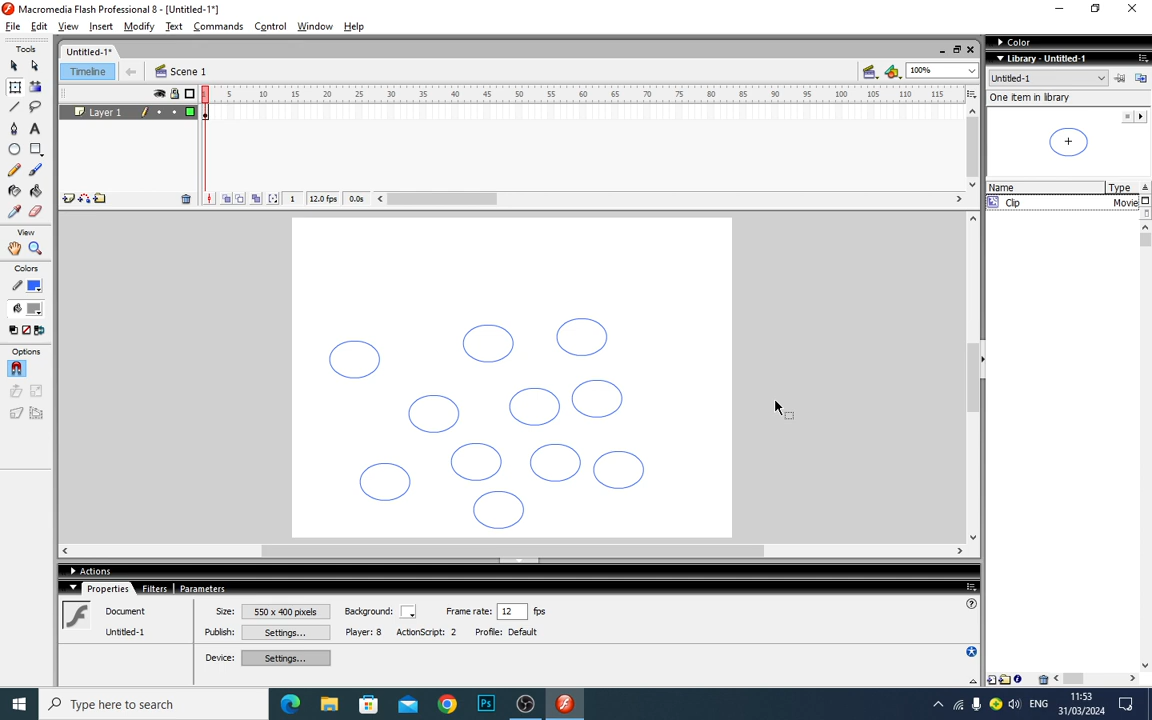 Macromedia Flash Professional 8 - [Untitled-1*]
File Edit View Insert Modify Text Commands Control Window Help
Tools
Untitled-1*
Timeline Scene 1 100%
1 5 10 15 20 25 30 35 40 45 50 55 60 65 70 75 80 85 90 95 100 105 110 115
Layer 1
1 12.0 fps 0.0s
View
Colors
Options
Color
Library - Untitled-1
Untitled-1
One item in library
Name Type
Clip Movie
Actions
Properties Filters Parameters
Document Size: 550 x 400 pixels Background: Frame rate: 12 fps
Untitled-1 Publish: Settings... Player: 8 ActionScript: 2 Profile: Default
Device: Settings...
Type here to search
Ps
ENG
11:53
31/03/2024